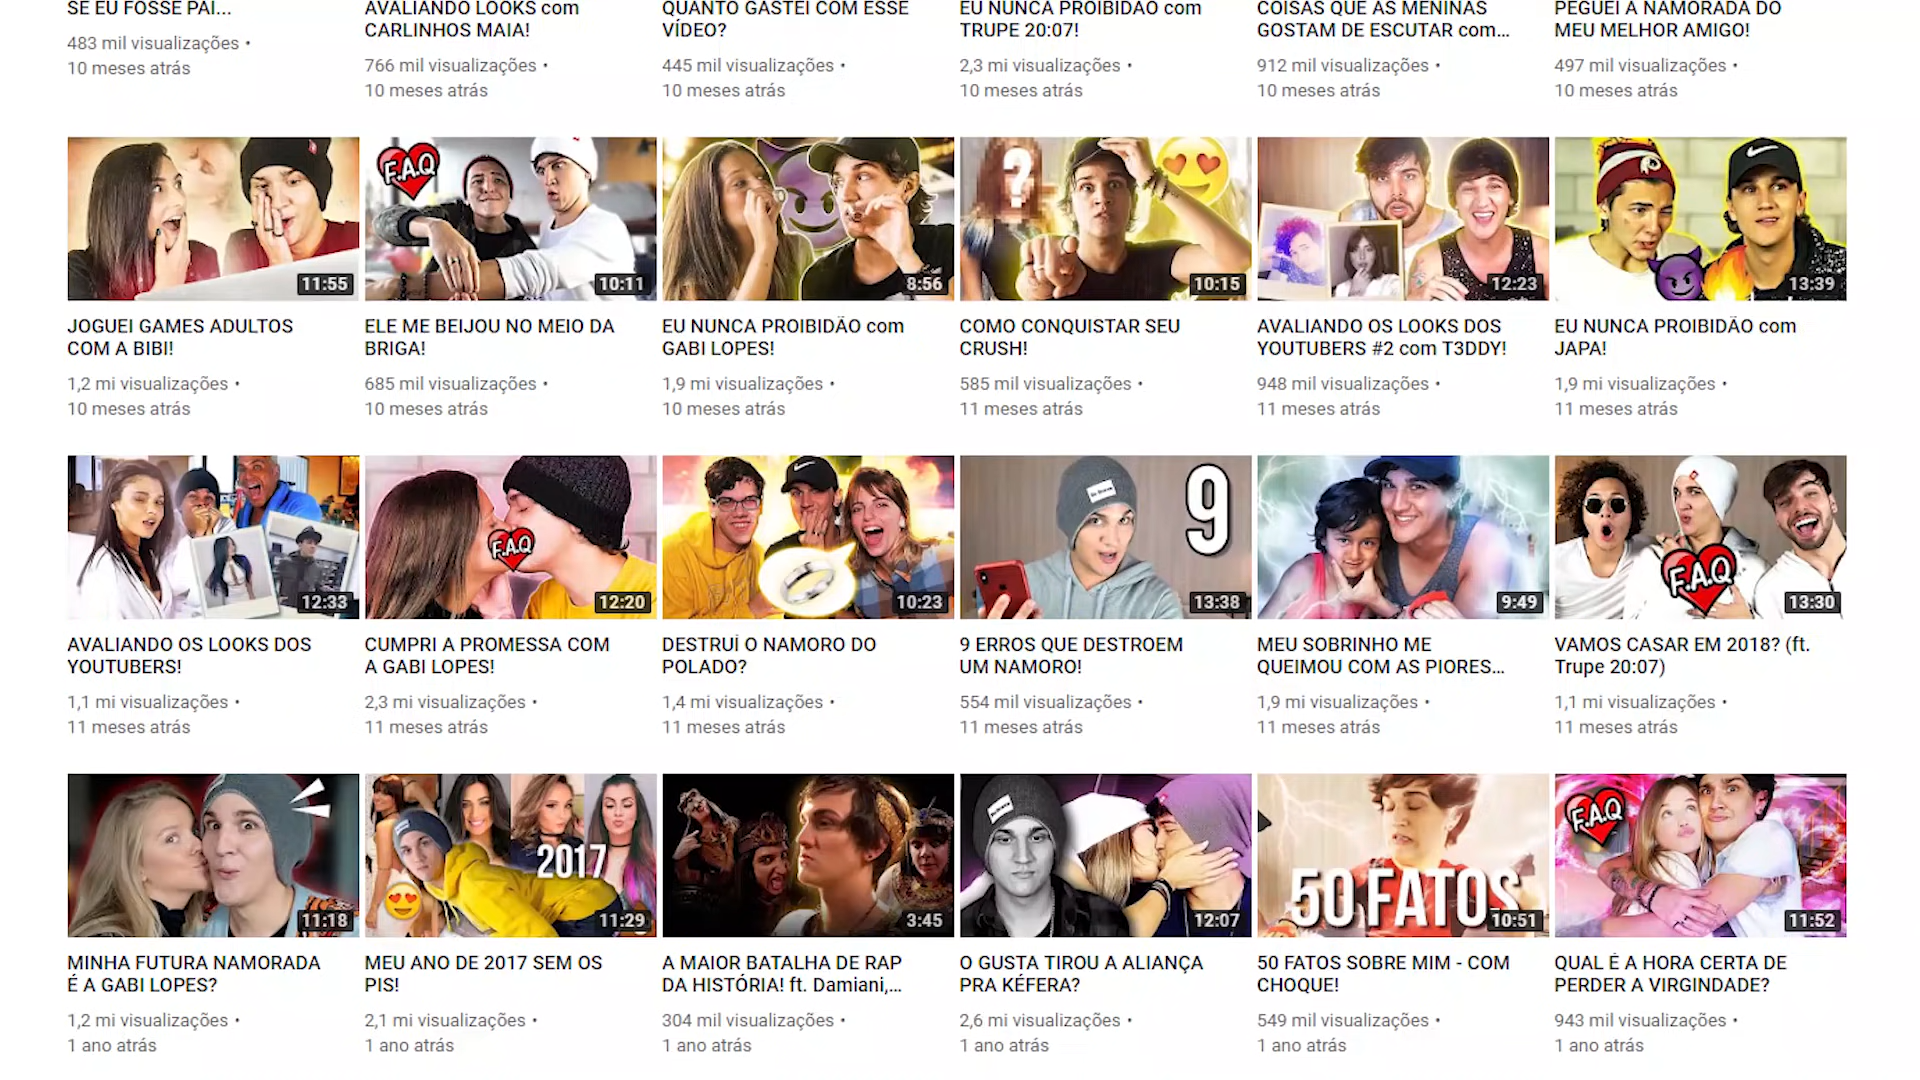 SE EU FOSSE PAI...
483 mil visualizações •
10 meses atrás
AVALIANDO LOOKS com
CARLINHOS MAIA!
766 mil visualizações •
10 meses atrás
QUANTO GASTEI COM ESSE
VÍDEO?
445 mil visualizações •
10 meses atrás
EU NUNCA PROIBIDÃO com
TRUPE 20:07!
2,3 mi visualizações •
10 meses atrás
COISAS QUE AS MENINAS
GOSTAM DE ESCUTAR com...
912 mil visualizações •
10 meses atrás
PEGUEI A NAMORADA DO
MEU MELHOR AMIGO!
497 mil visualizações •
10 meses atrás
11:55
JOGUEI GAMES ADULTOS
COM A BIBI!
1,2 mi visualizações •
10 meses atrás
F.A.Q
10:11
ELE ME BEIJOU NO MEIO DA
BRIGA!
685 mil visualizações •
10 meses atrás
8:56
EU NUNCA PROIBIDÃO com
GABI LOPES!
1,9 mi visualizações •
10 meses atrás
?
10:15
COMO CONQUISTAR SEU
CRUSH!
585 mil visualizações •
11 meses atrás
12:23
AVALIANDO OS LOOKS DOS
YOUTUBERS #2 com T3DDY!
948 mil visualizações •
11 meses atrás
13:39
EU NUNCA PROIBIDÃO com
JAPA!
1,9 mi visualizações •
11 meses atrás
12:33
AVALIANDO OS LOOKS DOS
YOUTUBERS!
1,1 mi visualizações •
11 meses atrás
F.A.Q
12:20
CUMPRI A PROMESSA COM
A GABI LOPES!
2,3 mi visualizações •
11 meses atrás
10:23
DESTRUÍ O NAMORO DO
POLADO?
1,4 mi visualizações •
11 meses atrás
9
13:38
9 ERROS QUE DESTROEM
UM NAMORO!
554 mil visualizações •
11 meses atrás
9:49
MEU SOBRINHO ME
QUEIMOU COM AS PIORES...
1,9 mi visualizações •
11 meses atrás
F.A.Q
13:30
VAMOS CASAR EM 2018? (ft.
Trupe 20:07)
1,1 mi visualizações •
11 meses atrás
11:18
MINHA FUTURA NAMORADA
É A GABI LOPES?
1,2 mi visualizações •
1 ano atrás
2017
11:29
MEU ANO DE 2017 SEM OS
PIS!
2,1 mi visualizações •
1 ano atrás
3:45
A MAIOR BATALHA DE RAP
DA HISTÓRIA! ft. Damiani,...
304 mil visualizações •
1 ano atrás
12:07
O GUSTA TIROU A ALIANÇA
PRA KÉFERA?
2,6 mi visualizações •
1 ano atrás
50 FATOS
10:51
50 FATOS SOBRE MIM - COM
CHOQUE!
549 mil visualizações •
1 ano atrás
F.A.Q
11:52
QUAL É A HORA CERTA DE
PERDER A VIRGINDADE?
943 mil visualizações •
1 ano atrás